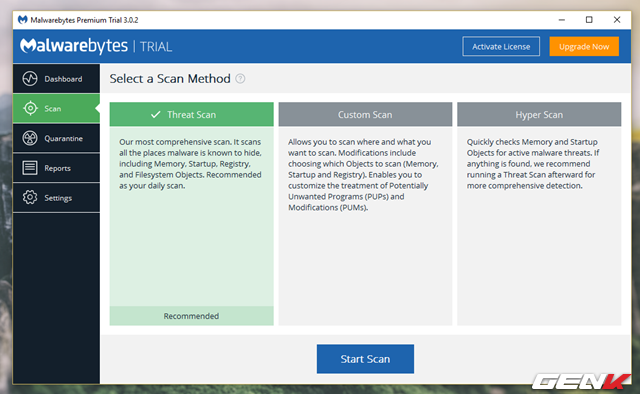 Malwarebytes Premium Trial 3.0.2
Malwarebytes | TRIAL
Activate License
Upgrade Now
Dashboard
Scan
Quarantine
Reports
Settings
Select a Scan Method
Threat Scan
Our most comprehensive scan. It scans
all the places malware is known to hide,
including Memory, Startup, Registry,
and Filesystem Objects. Recommended
as your daily scan.
Recommended
Custom Scan
Allows you to scan where and what you
want to scan. Modifications include
choosing which Objects to scan (Memory,
Startup and Registry). Enables you to
customize the treatment of Potentially
Unwanted Programs (PUPs) and
Modifications (PUMs).
Hyper Scan
Quickly checks Memory and Startup
Objects for active malware threats. If
anything is found, we recommend
running a Threat Scan afterward for
more comprehensive detection.
Start Scan
GENK